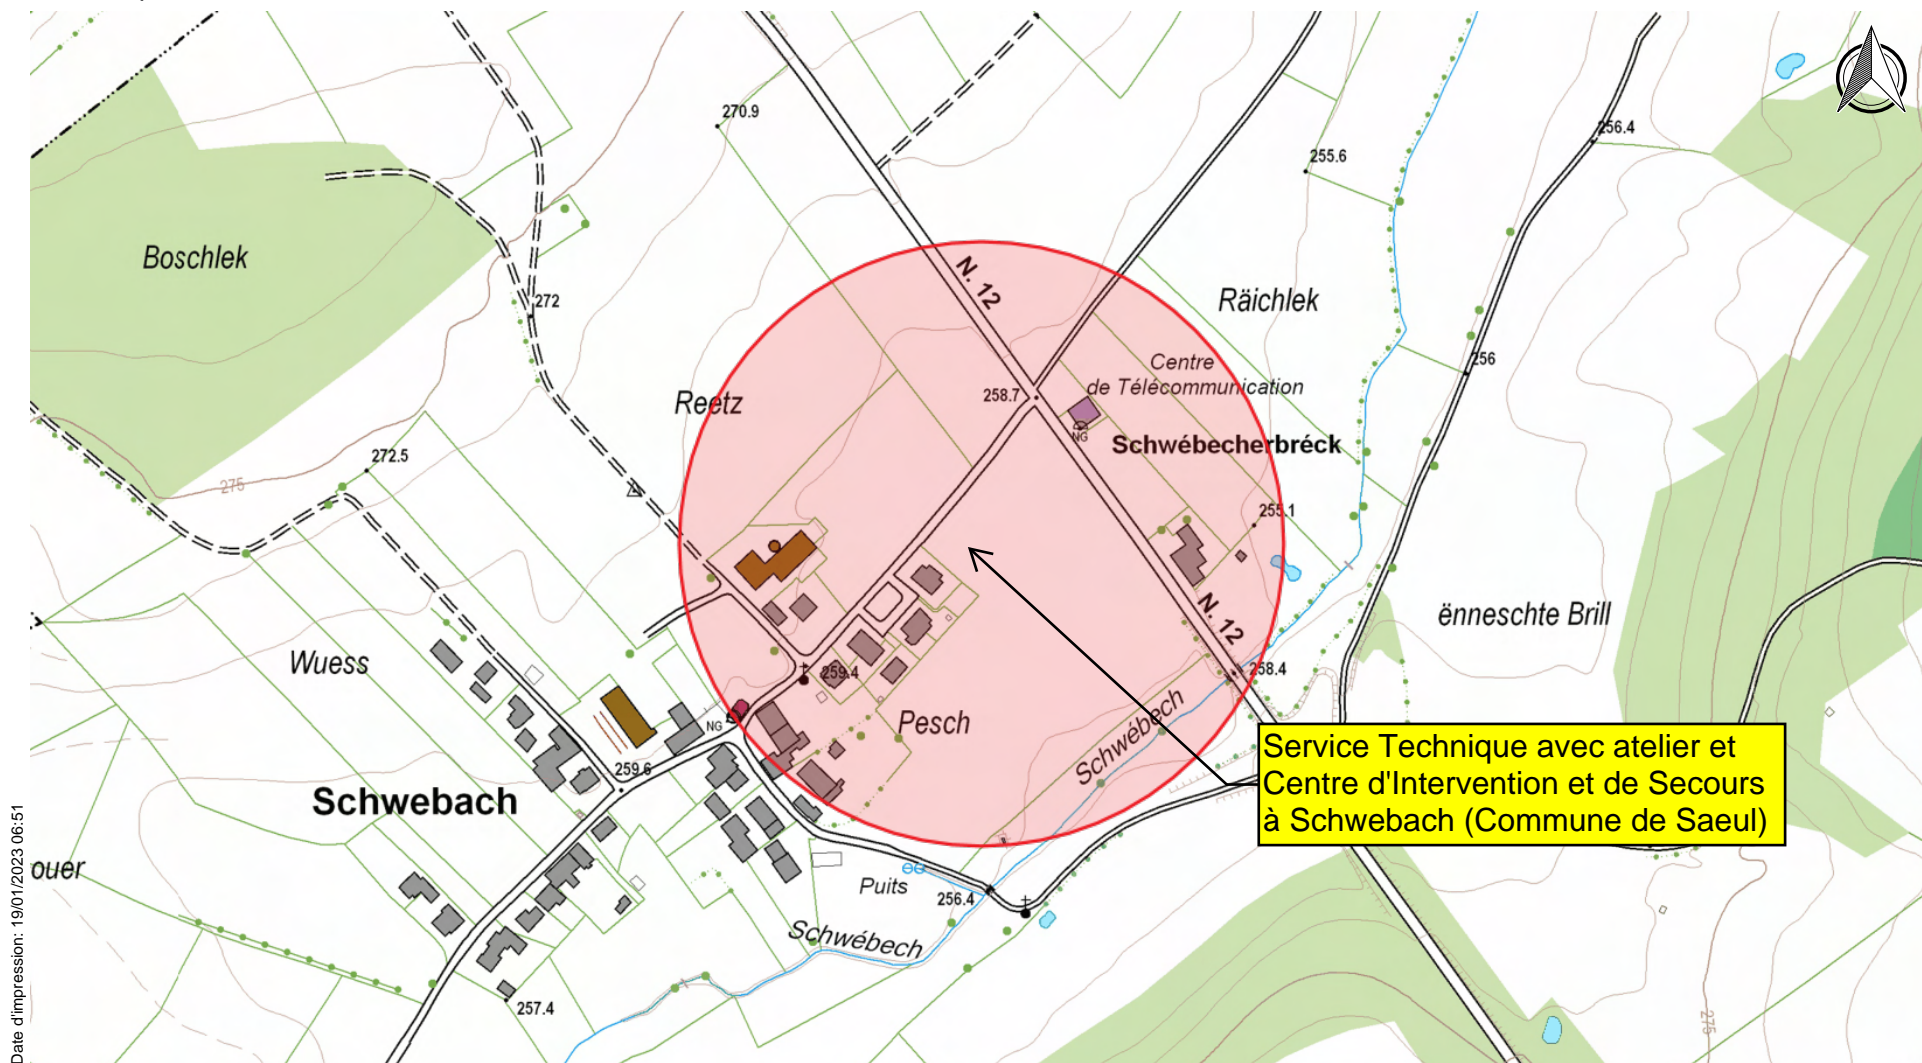 270.9
256.4
255.6
Boschlek
N. 12
272
Räichlek
256
Centre
de Télécommunication
Reetz
258.7
NG
Schwébecherbréck
272.5
275
255.1
N. 12
ënneschte Brill
Wuess
259.4
258.4
Pesch
NG
Schwébech
Service Technique avec atelier et
Centre d'Intervention et de Secours
à Schwebach (Commune de Saeul)
259.6
Schwebach
ouer
Puits
256.4
Schwébech
257.4
275
Date d'impression: 19/01/2023 06:51